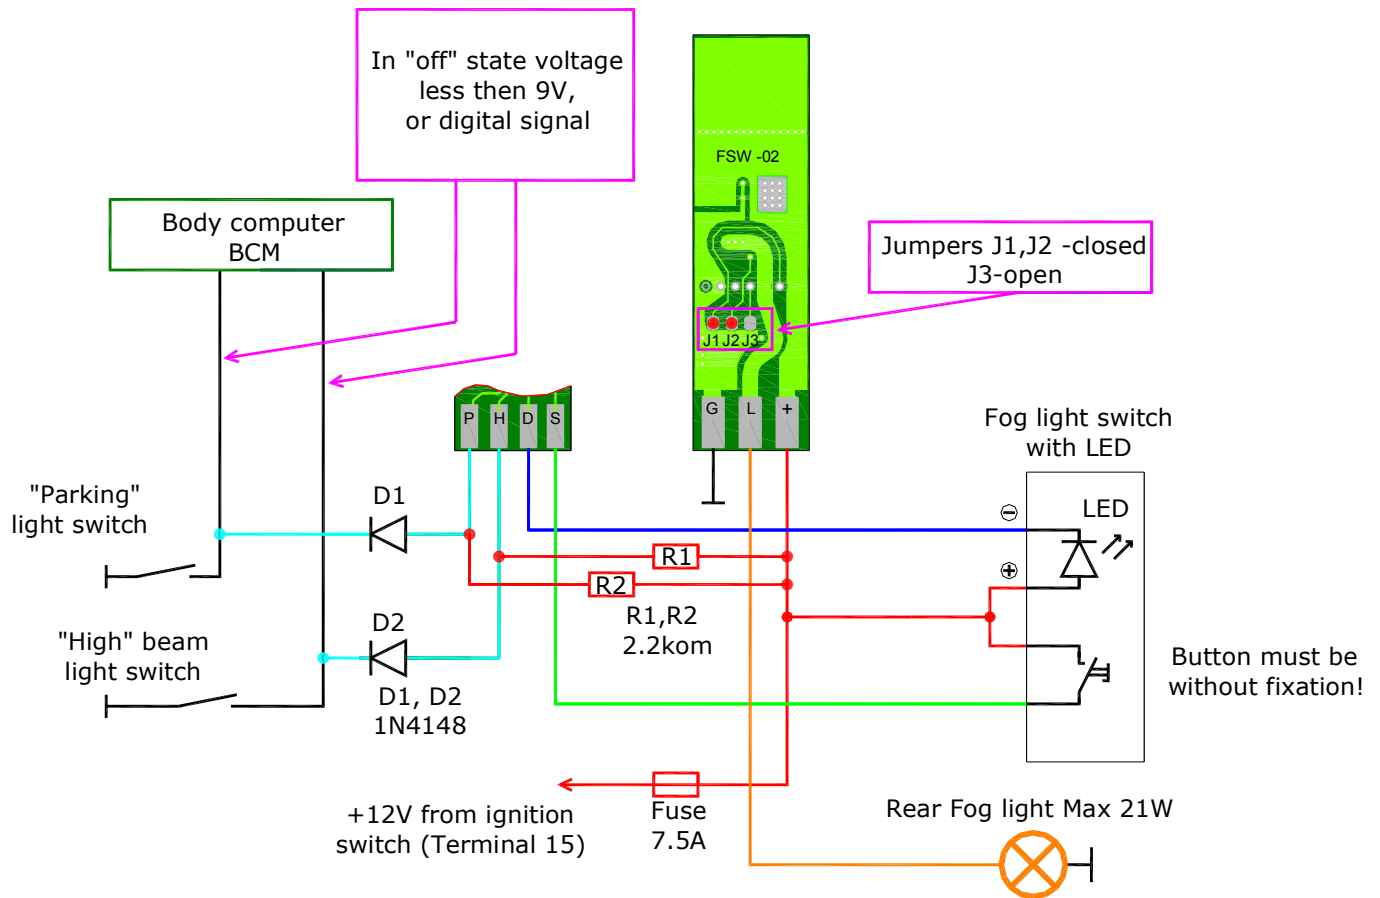 In "off" state voltage
less then 9V,
or digital signal
FSW -02
Body computer
BCM
Jumpers J1,J2 -closed
J3-open
J1 J2 J3
P H D S
G L +
Fog light switch
with LED
"Parking"
light switch
D1
LED
R1
R2
R1,R2
2.2kom
"High" beam
light switch
D2
D1, D2
1N4148
Button must be
without fixation!
+12V from ignition
switch (Terminal 15)
Fuse
7.5A
Rear Fog light Max 21W